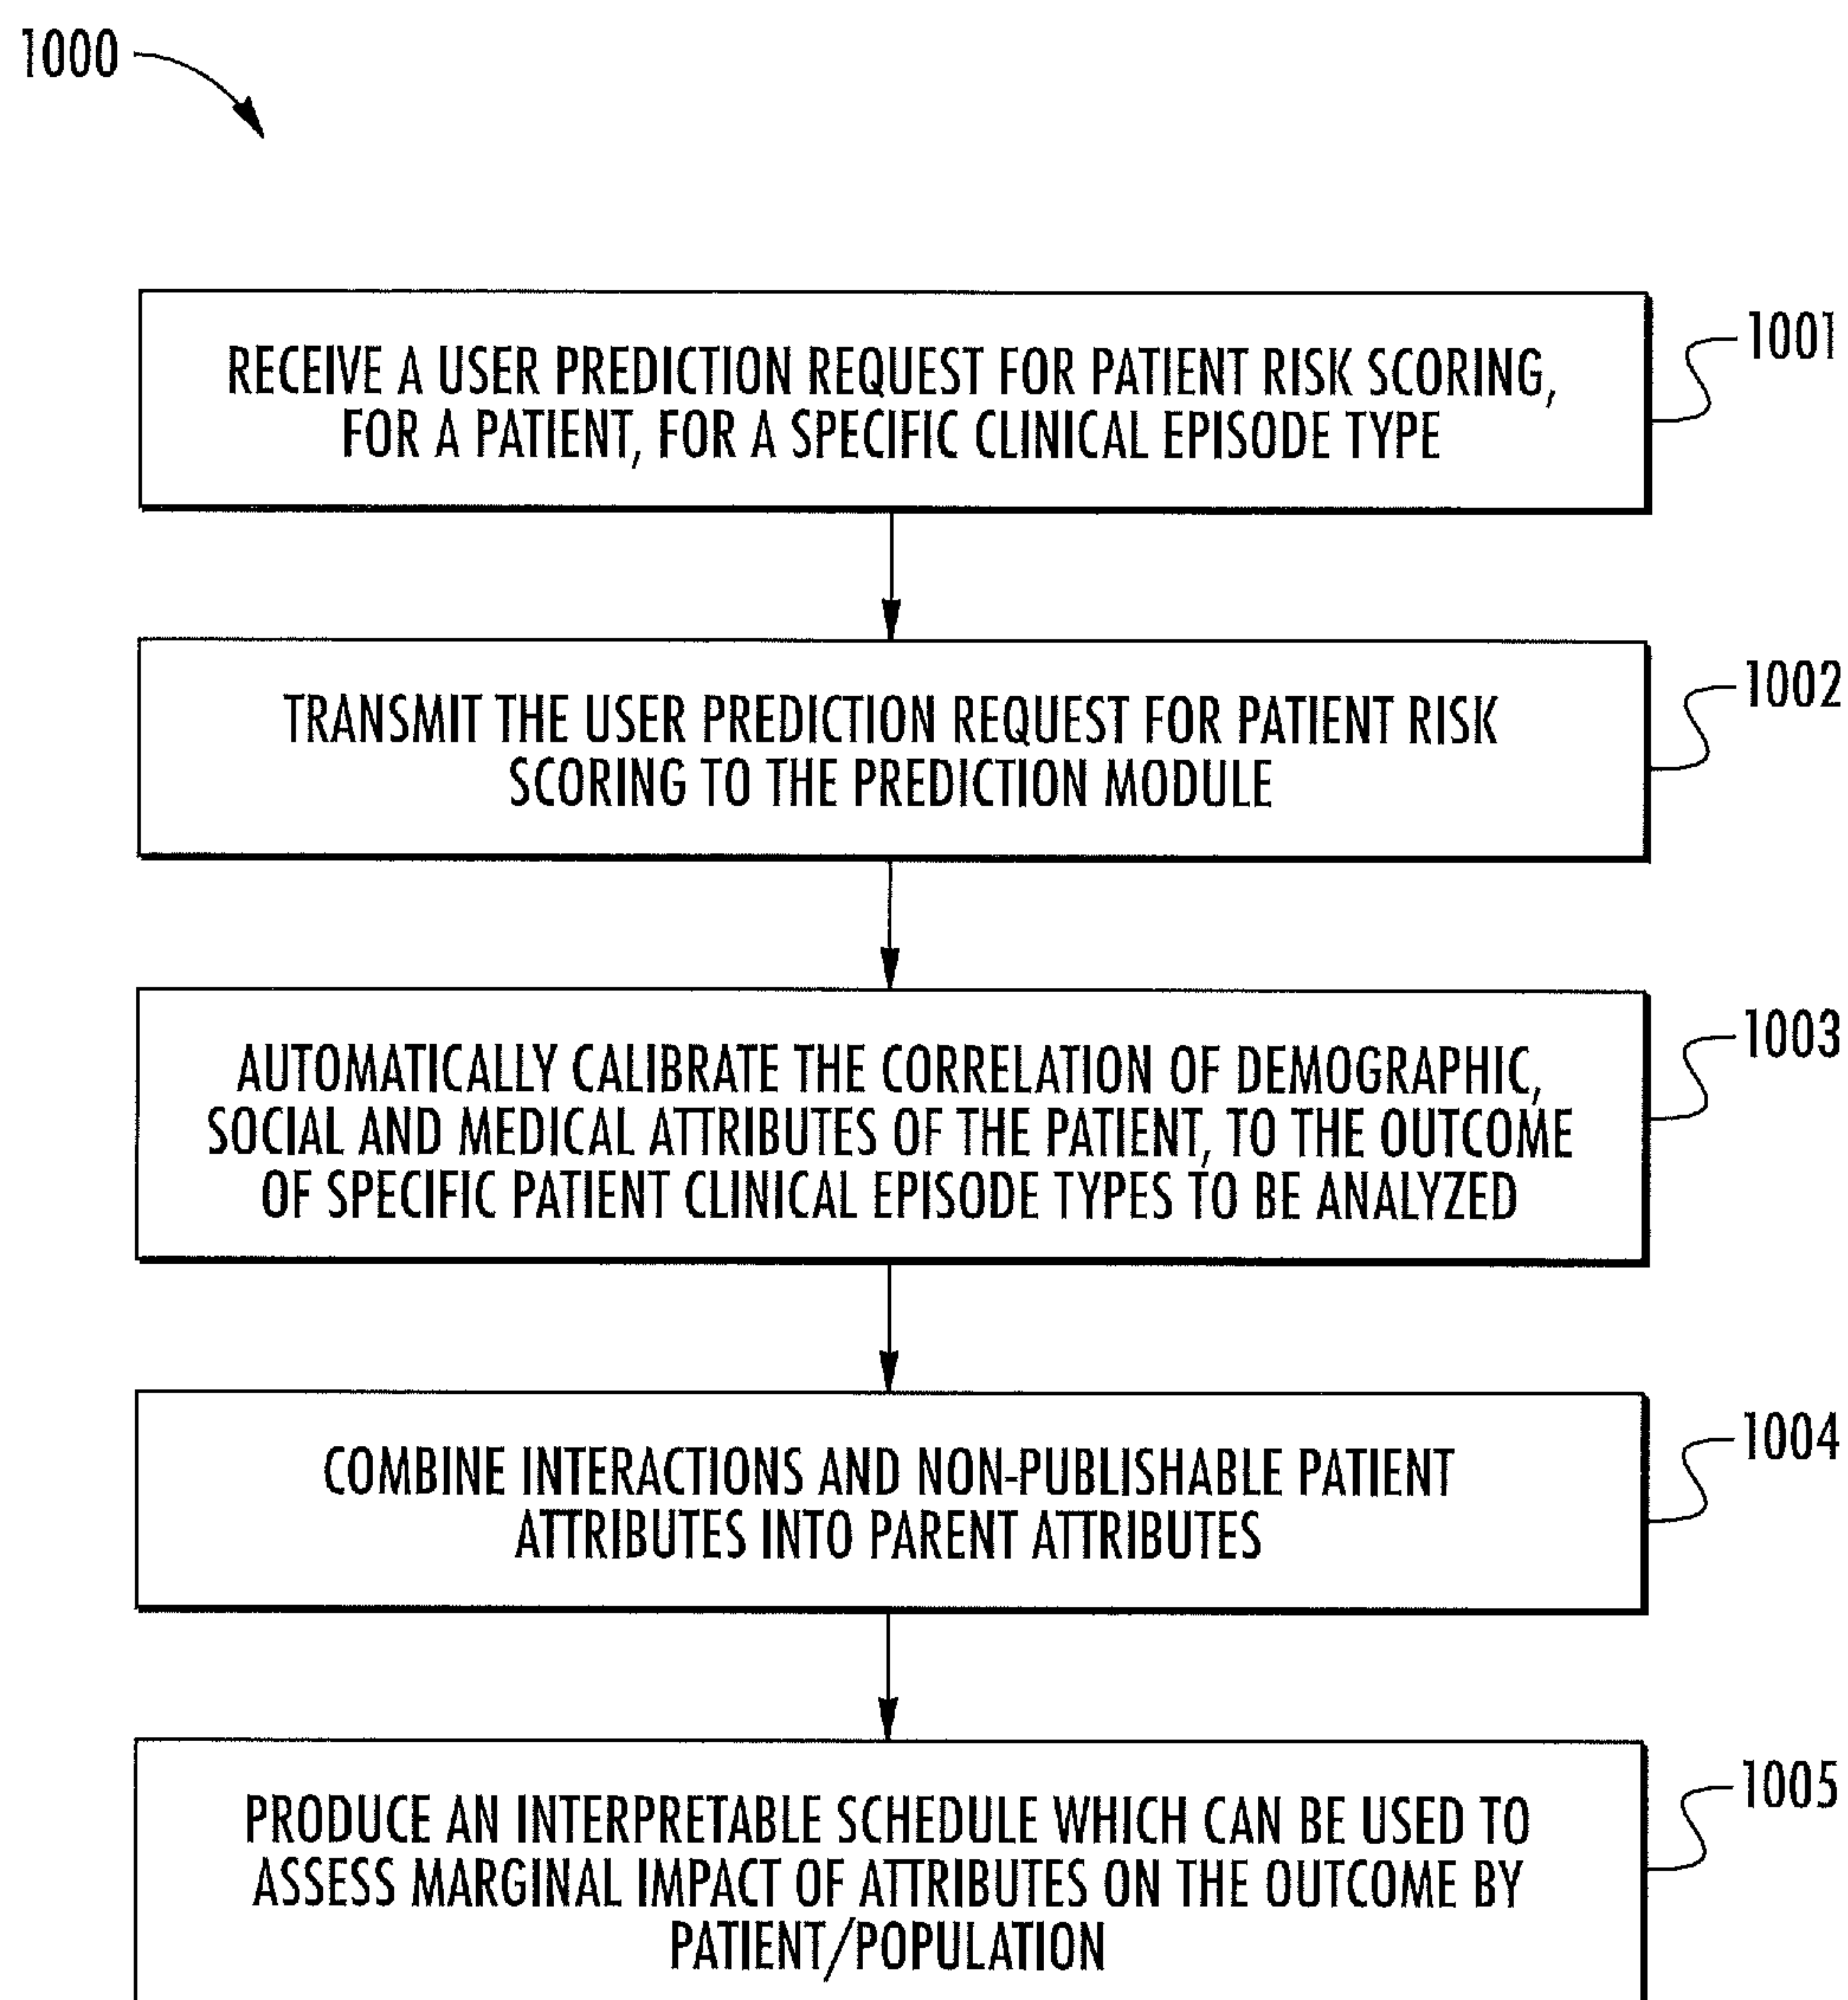 1000
RECEIVE A USER PREDICTION REQUEST FOR PATIENT RISK SCORING,
FOR A PATIENT, FOR A SPECIFIC CLINICAL EPISODE TYPE
1001
TRANSMIT THE USER PREDICTION REQUEST FOR PATIENT RISK
SCORING TO THE PREDICTION MODULE
1002
AUTOMATICALLY CALIBRATE THE CORRELATION OF DEMOGRAPHIC,
SOCIAL AND MEDICAL ATTRIBUTES OF THE PATIENT, TO THE OUTCOME
OF SPECIFIC PATIENT CLINICAL EPISODE TYPES TO BE ANALYZED
1003
COMBINE INTERACTIONS AND NON-PUBLISHABLE PATIENT
ATTRIBUTES INTO PARENT ATTRIBUTES
1004
PRODUCE AN INTERPRETABLE SCHEDULE WHICH CAN BE USED TO
ASSESS MARGINAL IMPACT OF ATTRIBUTES ON THE OUTCOME BY
PATIENT/POPULATION
1005